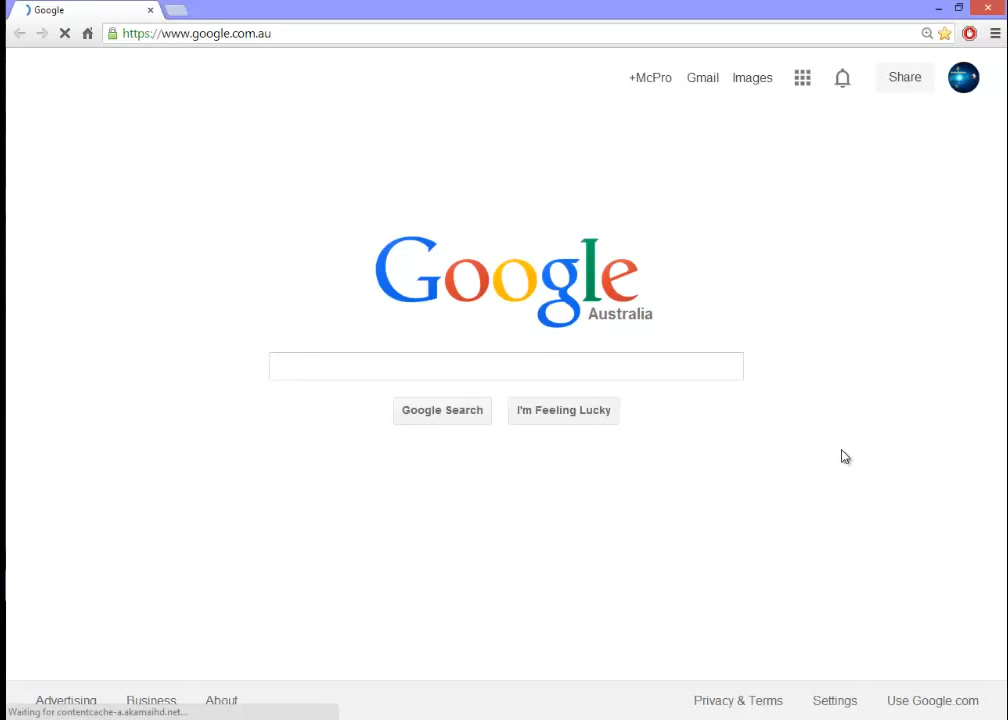 Google
https://www.google.com.au
+McPro Gmail Images Share
Google
Australia
Google Search I'm Feeling Lucky
Advertising Business About Privacy & Terms Settings Use Google.com
Waiting for contentcache-a.akamaihd.net...